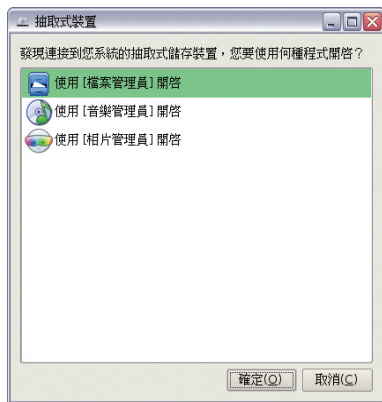 抽取式裝置
發現連接到您系統的抽取式儲存裝置，您要使用何種程式開啓？
使用 [檔案管理員] 開啓
使用 [音樂管理員] 開啓
使用 [相片管理員] 開啓
確定(O)
取消(C)